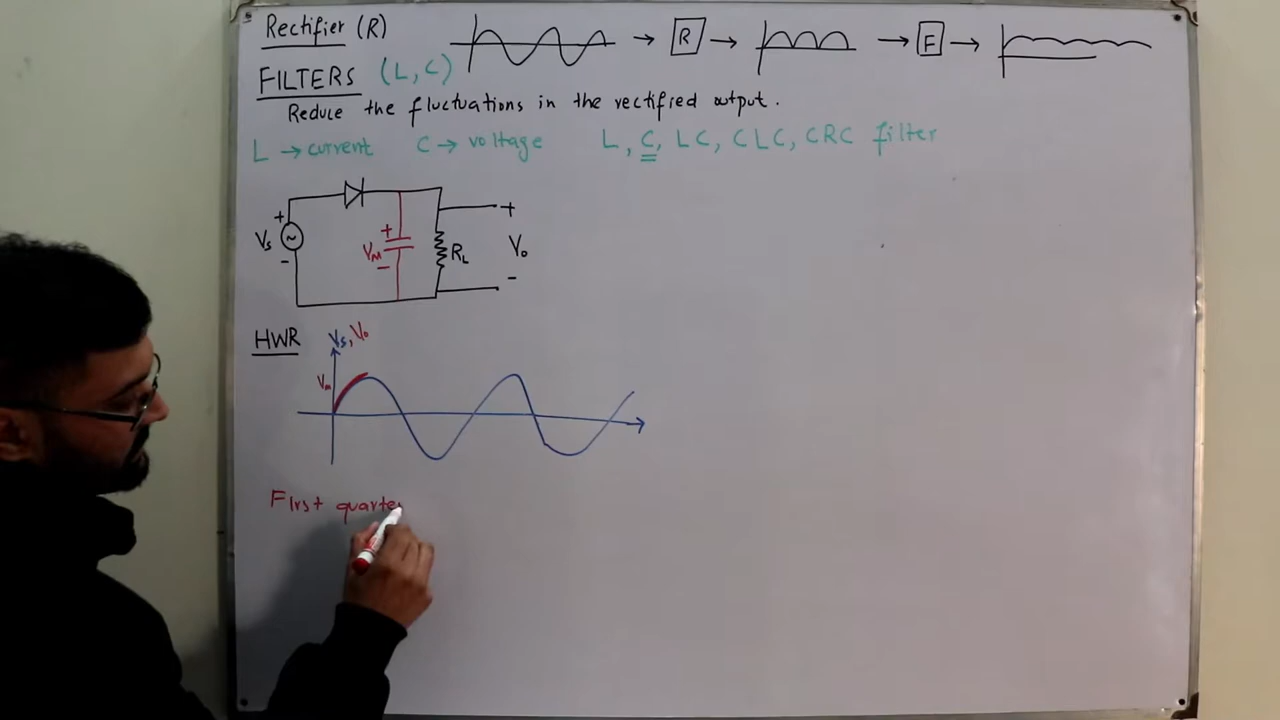 Rectifier (R) → R → → F →
FILTERS (L, C)
Reduce the fluctuations in the rectified output.
L → current C → voltage L, C, LC, CLC, CRC filter
+ +
Vs ~ + VM RL Vo
- - -
HWR Vs, Vo
Vm
First quarte